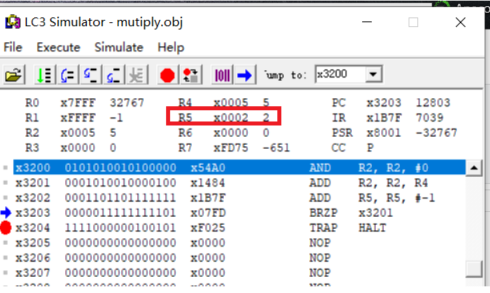 LC3 Simulator - mutiply.obj
File Execute Simulate Help
Jump to: x3200
R0 x7FFF 32767 R4 x0005 5 PC x3203 12803
R1 xFFFF -1 R5 x0002 2 IR x1B7F 7039
R2 x0005 5 R6 x0000 0 PSR x8001 -32767
R3 x0000 0 R7 xFD75 -651 CC P
x3200 0101010010100000 x54A0 AND R2, R2, #0
x3201 0001010010000100 x1484 ADD R2, R2, R4
x3202 0001101101111111 x1B7F ADD R5, R5, #-1
x3203 0000011111111101 x07FD BRZP x3201
x3204 1111000000100101 xF025 TRAP HALT
x3205 0000000000000000 x0000 NOP
x3206 0000000000000000 x0000 NOP
x3207 0000000000000000 x0000 NOP